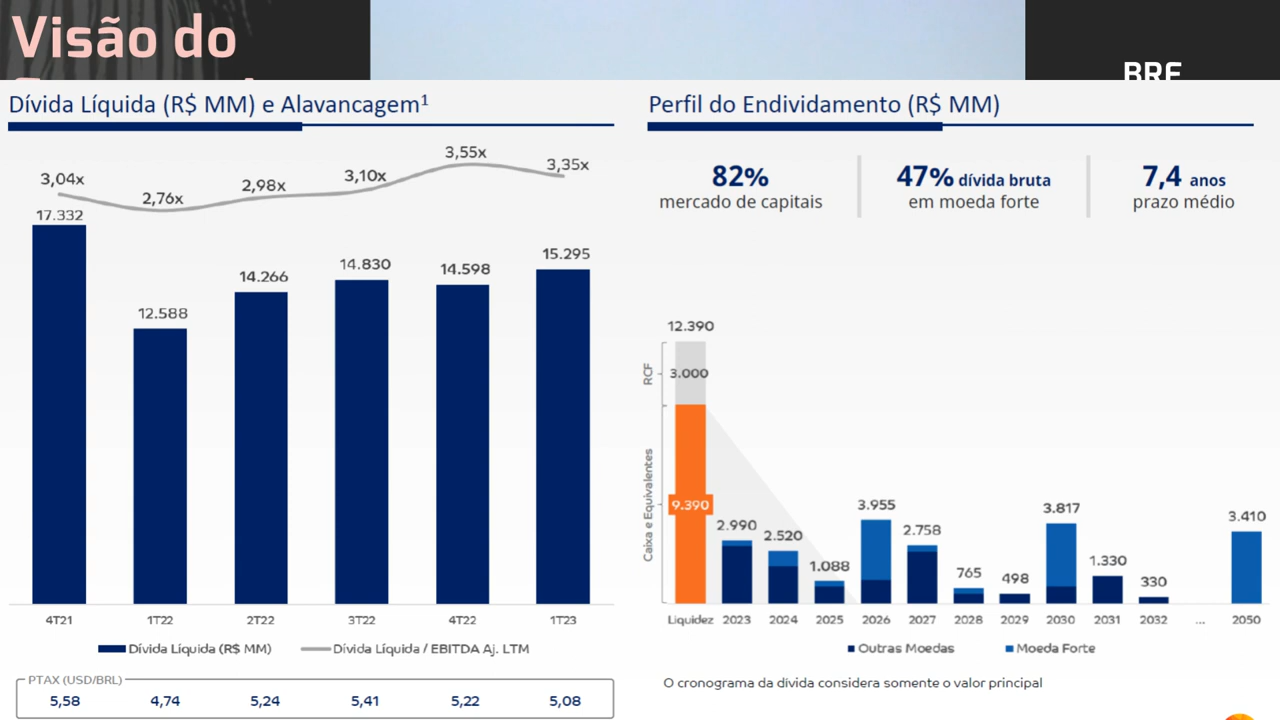 Visão do
BRF
Dívida Líquida (R$ MM) e Alavancagem¹
3,04x
2,76x
2,98x
3,10x
3,55x
3,35x
17.332
12.588
14.266
14.830
14.598
15.295
4T21
1T22
2T22
3T22
4T22
1T23
Dívida Líquida (R$ MM)
Dívida Líquida / EBITDA Aj. LTM
PTAX (USD/BRL)
5,58
4,74
5,24
5,41
5,22
5,08
Perfil do Endividamento (R$ MM)
82%
mercado de capitais
47% dívida bruta
em moeda forte
7,4 anos
prazo médio
12.390
RCF
3.000
Caixa e Equivalentes
9.390
2.990
2.520
1.088
3.955
2.758
765
498
3.817
1.330
330
3.410
Liquidez
2023
2024
2025
2026
2027
2028
2029
2030
2031
2032
...
2050
Outras Moedas
Moeda Forte
O cronograma da dívida considera somente o valor principal